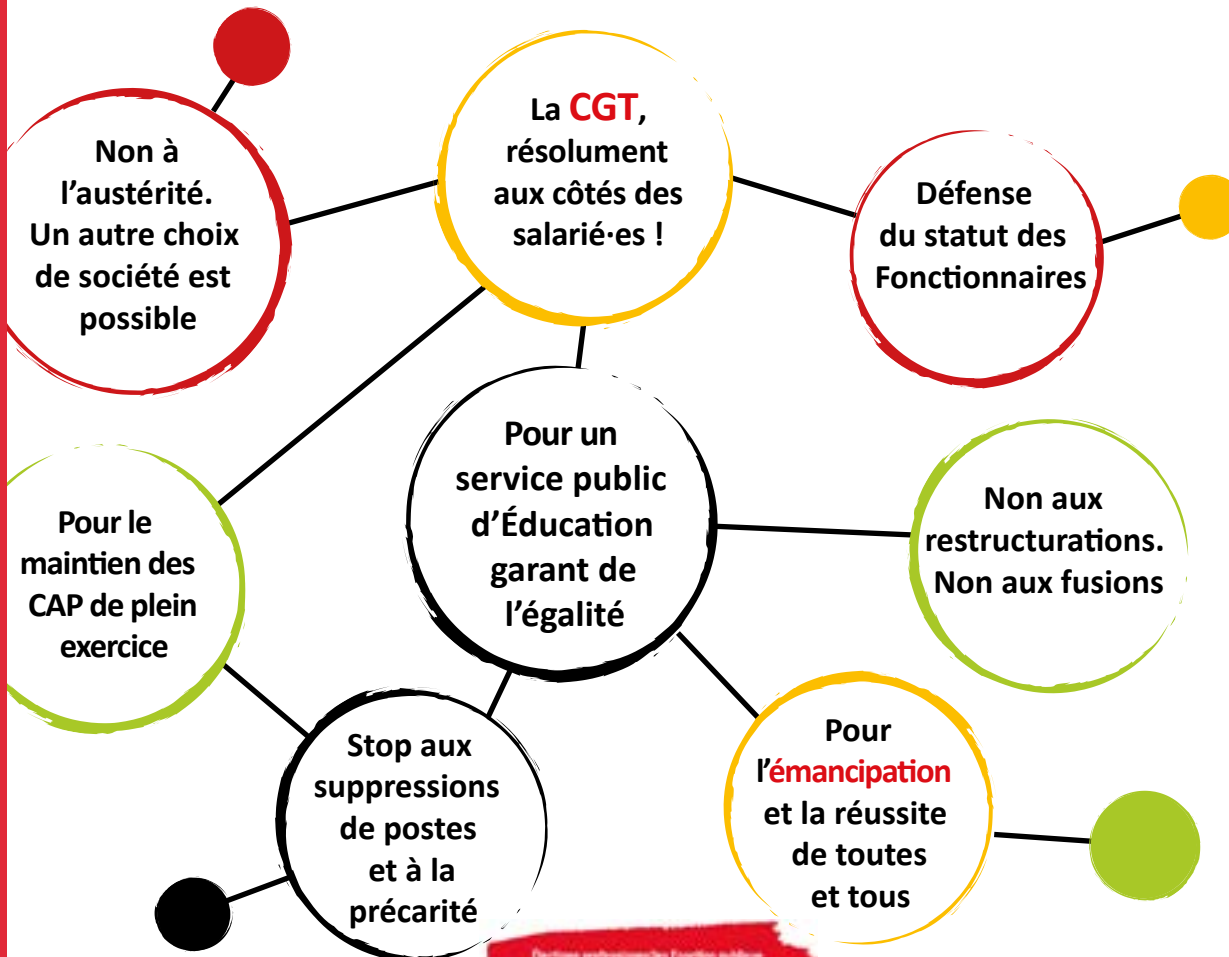 Non à
l’austérité.
Un autre choix
de société est
possible
La CGT,
résolument
aux côtés des
salarié·es !
Défense
du statut des
Fonctionnaires
Pour le
maintien des
CAP de plein
exercice
Pour un
service public
d’Éducation
garant de
l’égalité
Non aux
restructurations.
Non aux fusions
Stop aux
suppressions
de postes
et à la
précarité
Pour
l’émancipation
et la réussite
de toutes
et tous